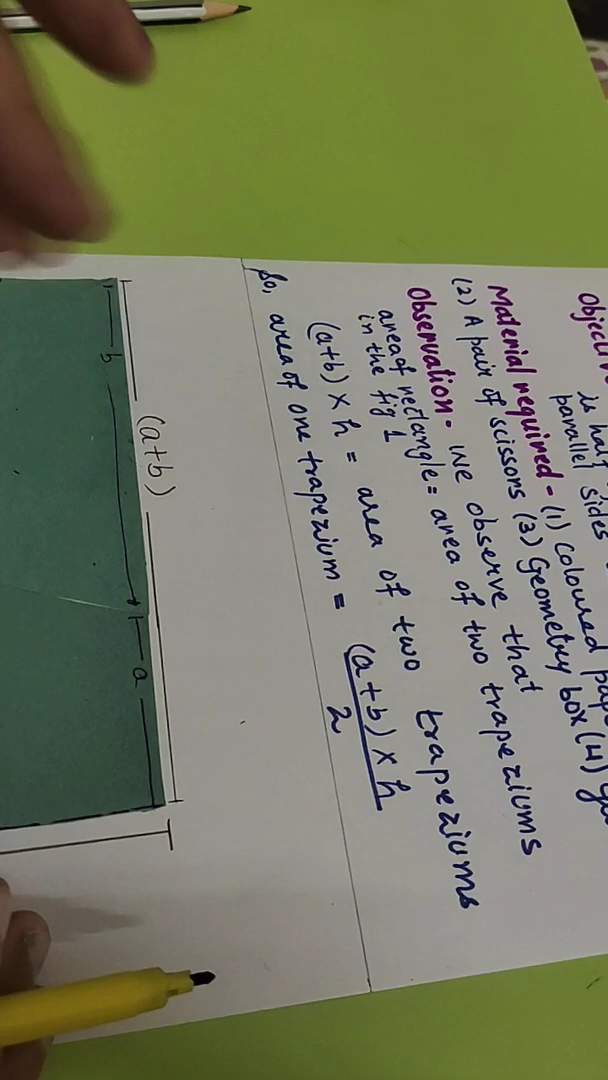 is half
parallel sides
Material required - (1) Coloured
(2) A pair of scissors (3) Geometry box (4)
Observation - we observe that
area of rectangle = area of two trapeziums
in the fig 1
(a+b) × h = area of two trapeziums
So, area of one trapezium = (a+b) × h
2
(a+b)
b
a